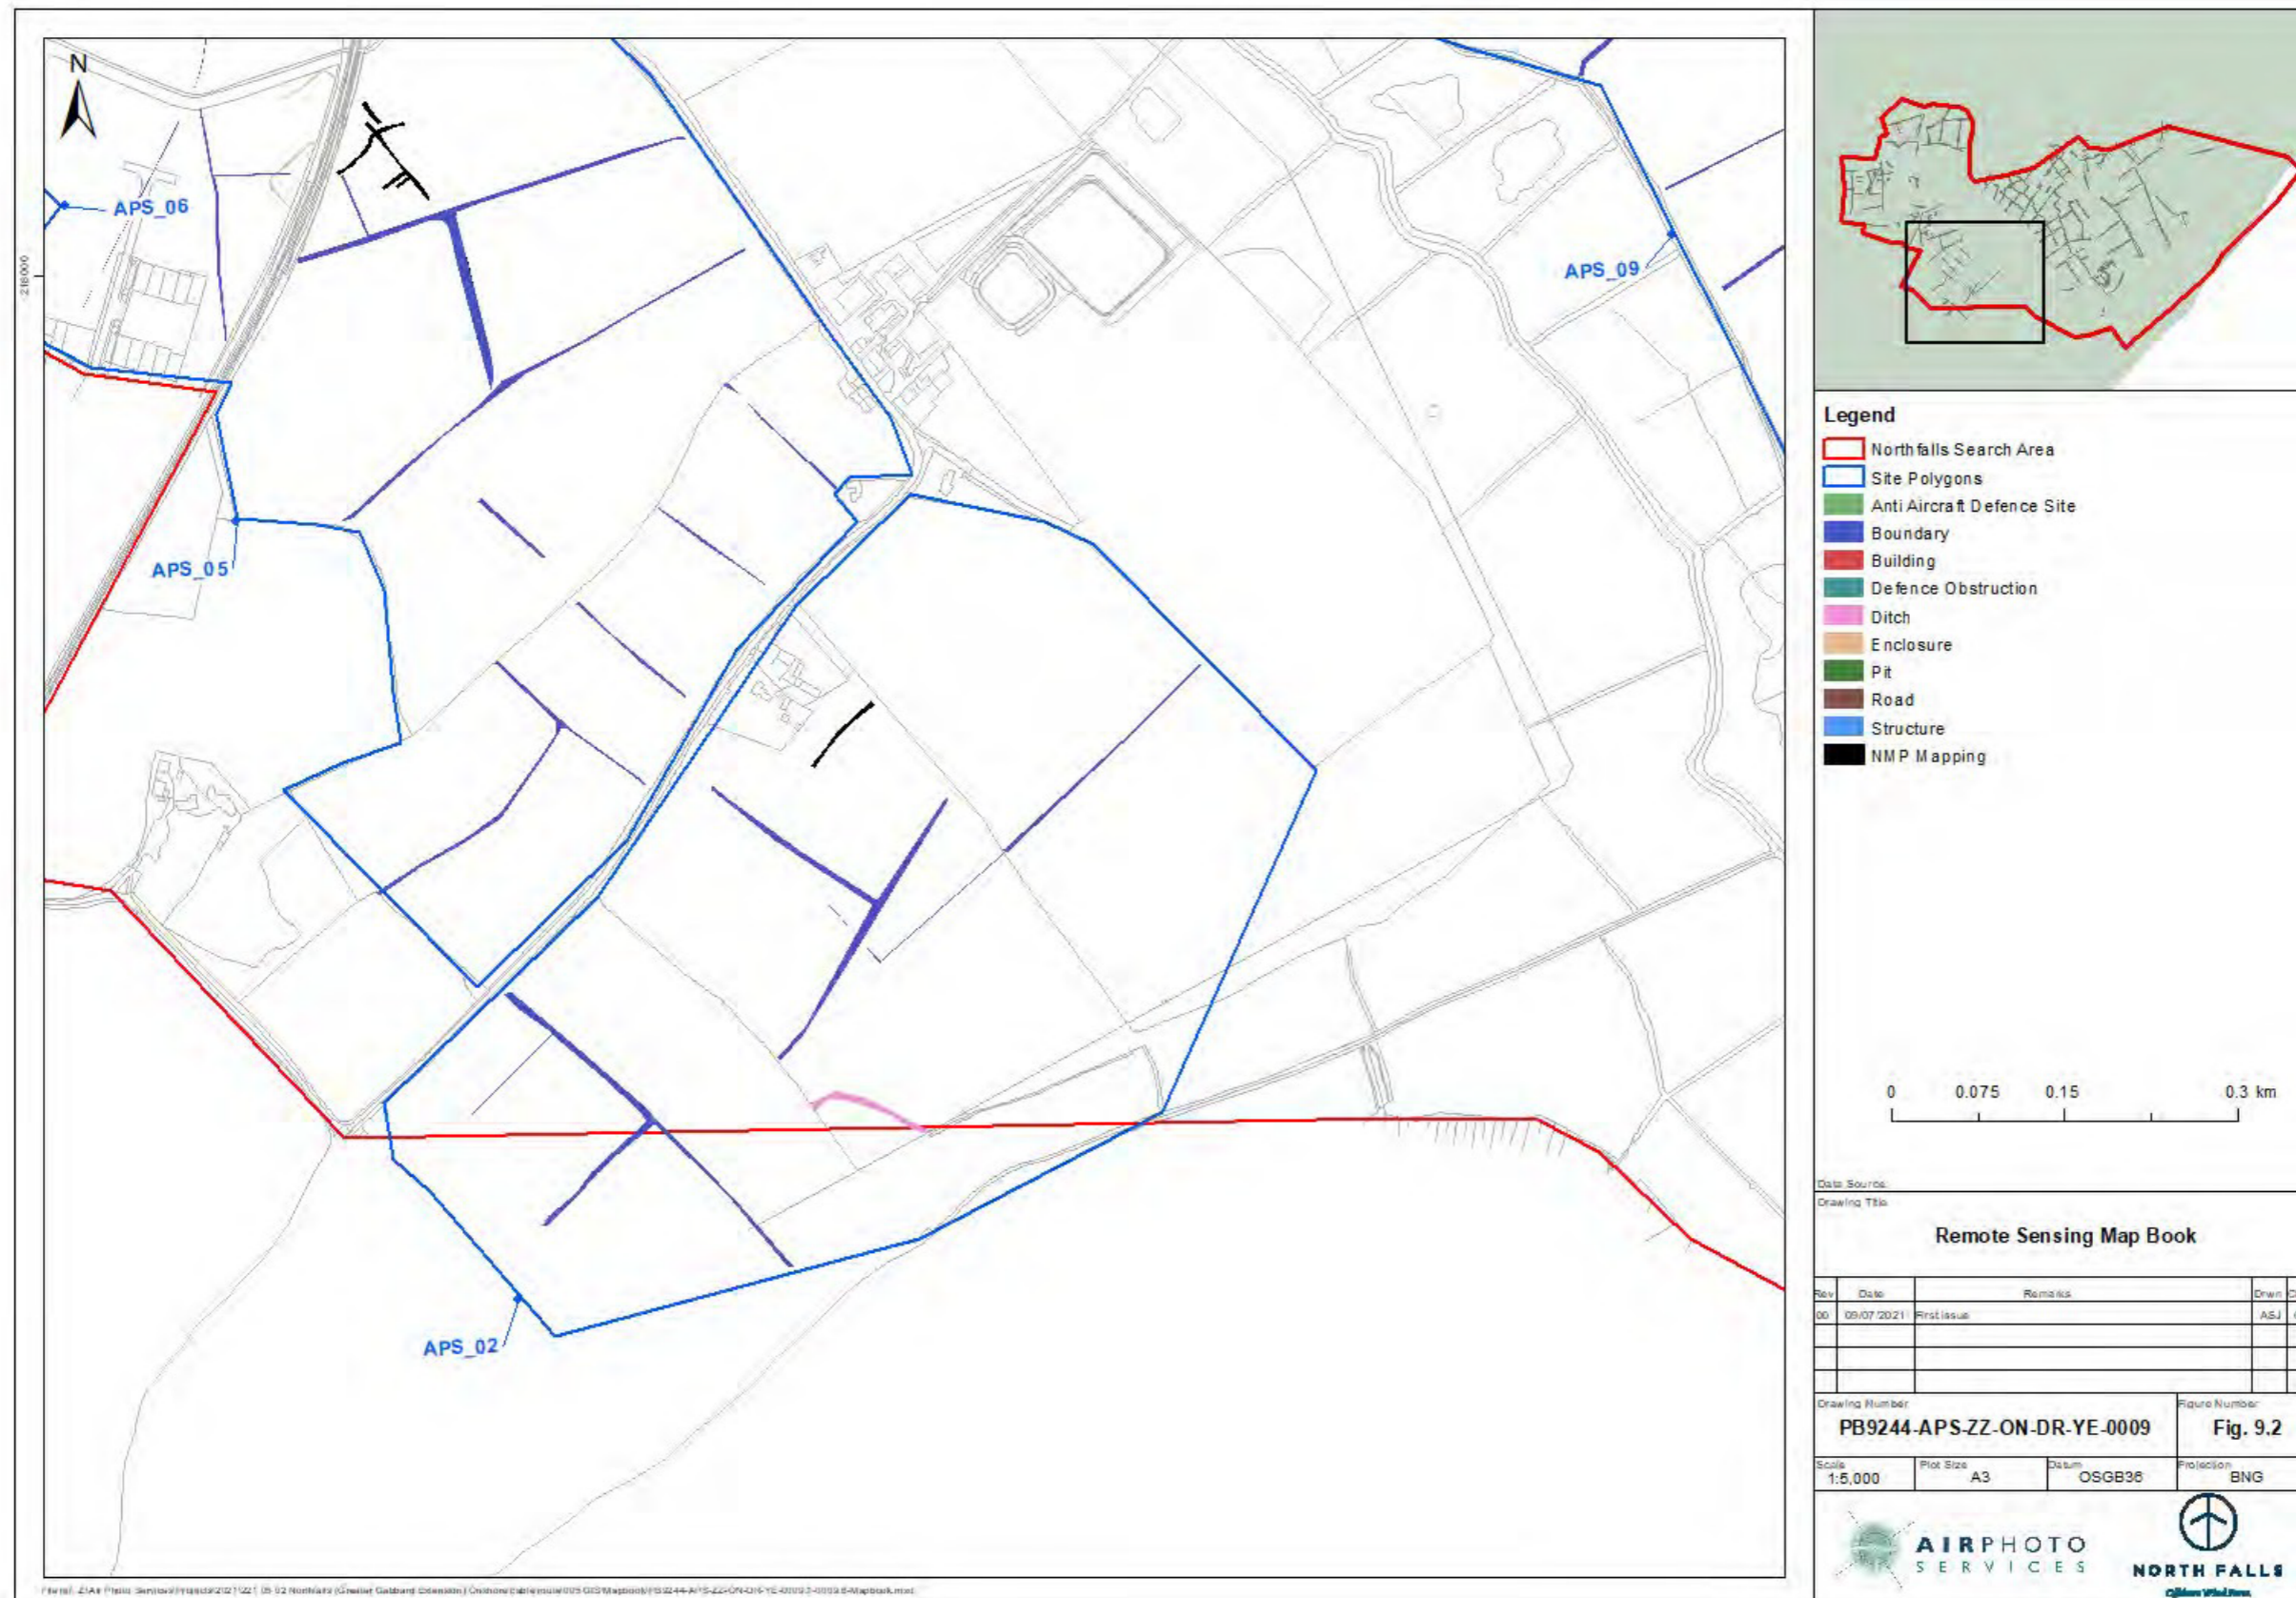 N
218000
APS_06
APS_09
APS_05
APS_02
Legend
Northfalls Search Area
Site Polygons
Anti Aircraft Defence Site
Boundary
Building
Defence Obstruction
Ditch
Enclosure
Pit
Road
Structure
NMP Mapping
0 0.075 0.15 0.3 km
Data Source
Drawing Title
Remote Sensing Map Book
Rev Date Remarks Drwn
00 09/07/2021 First issue ASJ
Drawing Number
PB9244-APS-ZZ-ON-DR-YE-0009
Figure Number
Fig. 9.2
Scale
1:5,000
Plot Size
A3
Datum
OSGB36
Projection
BNG
AIRPHOTO
SERVICES
NORTH FALLS
Offshore Wind Farm